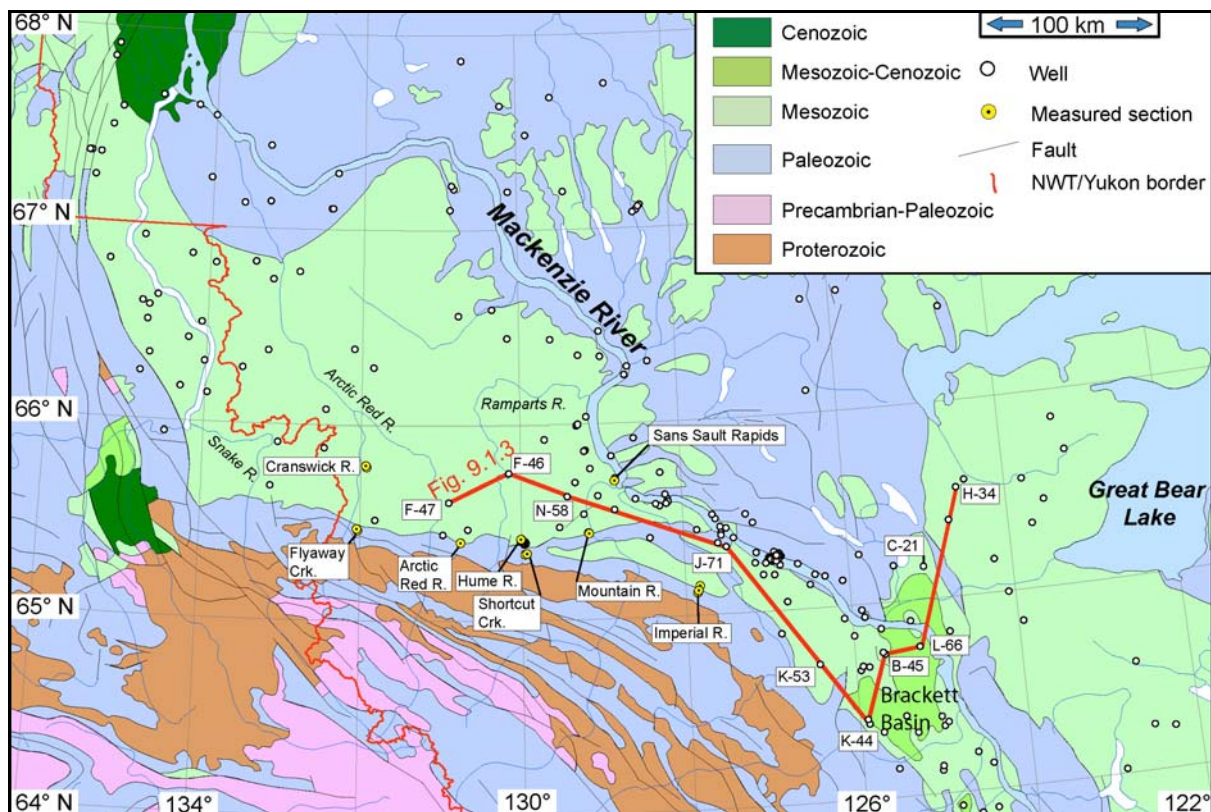 68° N
67° N
66° N
65° N
64° N
134°
130°
126°
122°
Cenozoic
Mesozoic-Cenozoic
Mesozoic
Paleozoic
Precambrian-Paleozoic
Proterozoic
100 km
Well
Measured section
Fault
NWT/Yukon border
Mackenzie River
Arctic Red R.
Ramparts R.
Snake R.
Sans Sault Rapids
Cranswick R.
Fig. 9.1.3
F-46
F-47
N-58
H-34
Great Bear
Lake
Flyaway
Crk.
Arctic
Red R.
Hume R.
Shortcut
Crk.
Mountain R.
J-71
C-21
Imperial R.
K-53
L-66
B-45
Brackett
Basin
K-44